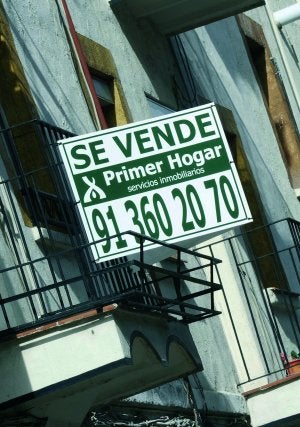 SE VENDE
Primer Hogar
servicios inmobiliarios
91 360 20 70